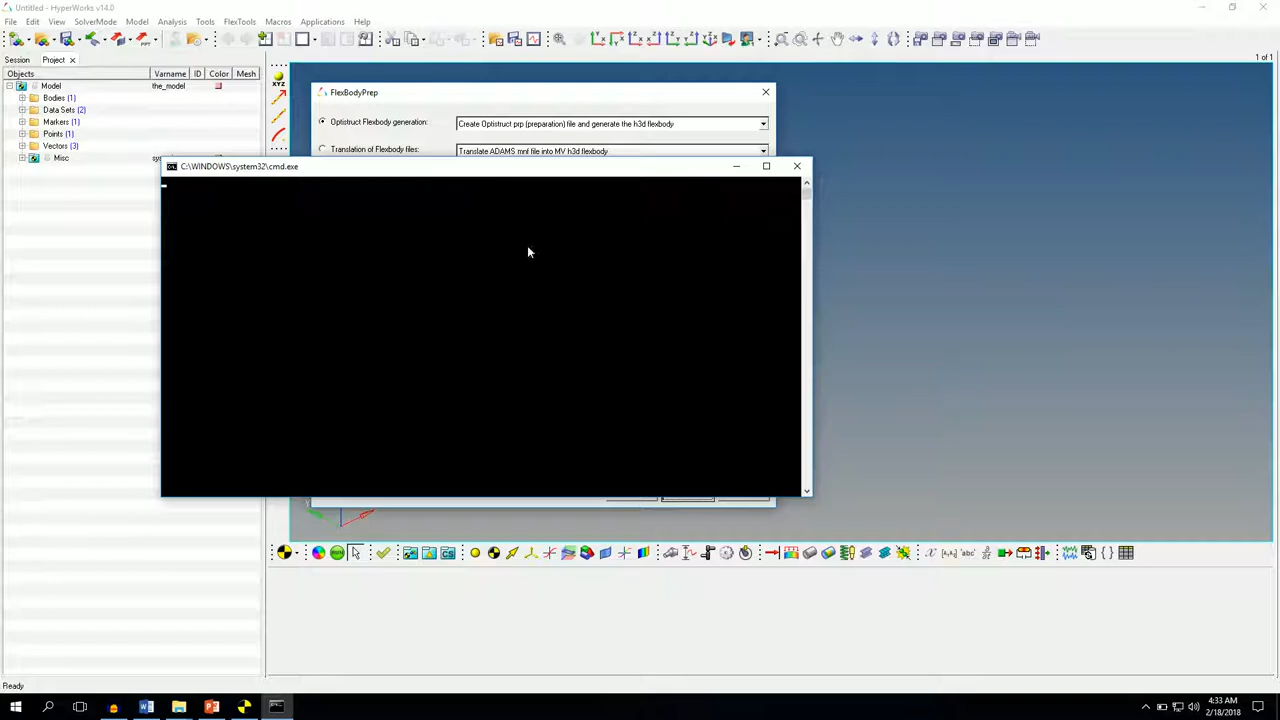 Untitled - HyperWorks v14.0
File Edit View SolverMode Model Analysis Tools FlexTools Macros Applications Help
Session Project
1 of 1
Objects Varname ID Color Mesh
Model the_model
Bodies (1)
Data Sets (2)
Markers (1)
Points (1)
Vectors (3)
Misc
FlexBodyPrep
Optistruct Flexbody generation: Create Optistruct prp (preparation) file and generate the h3d flexbody
Translation of Flexbody files: Translate ADAMS mnf file into MV h3d flexbody
C:\WINDOWS\system32\cmd.exe
XYZ
Ready
4:33 AM
2/18/2018